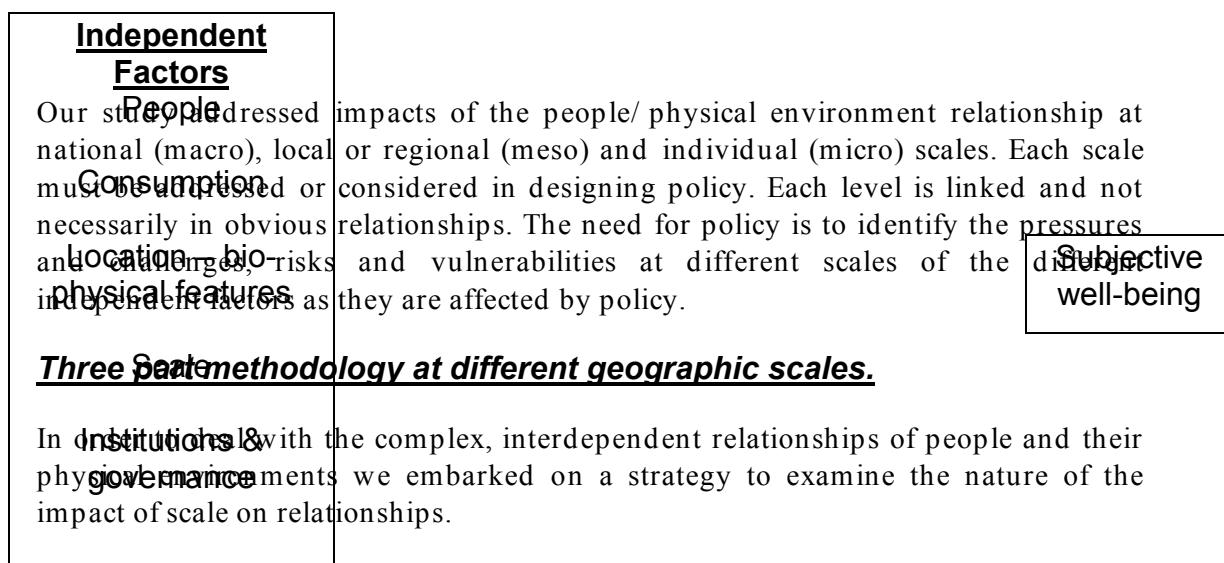 Independent
Factors
People
Consumption
Location – bio-
physical features
Scale
Institutions &
governance
Our study addressed impacts of the people/ physical environment relationship at
national (macro), local or regional (meso) and individual (micro) scales. Each scale
must be addressed or considered in designing policy. Each level is linked and not
necessarily in obvious relationships. The need for policy is to identify the pressures
and challenges, risks and vulnerabilities at different scales of the different
independent factors as they are affected by policy.
Subjective
well-being
Three part methodology at different geographic scales.
In order to deal with the complex, interdependent relationships of people and their
physical environments we embarked on a strategy to examine the nature of the
impact of scale on relationships.